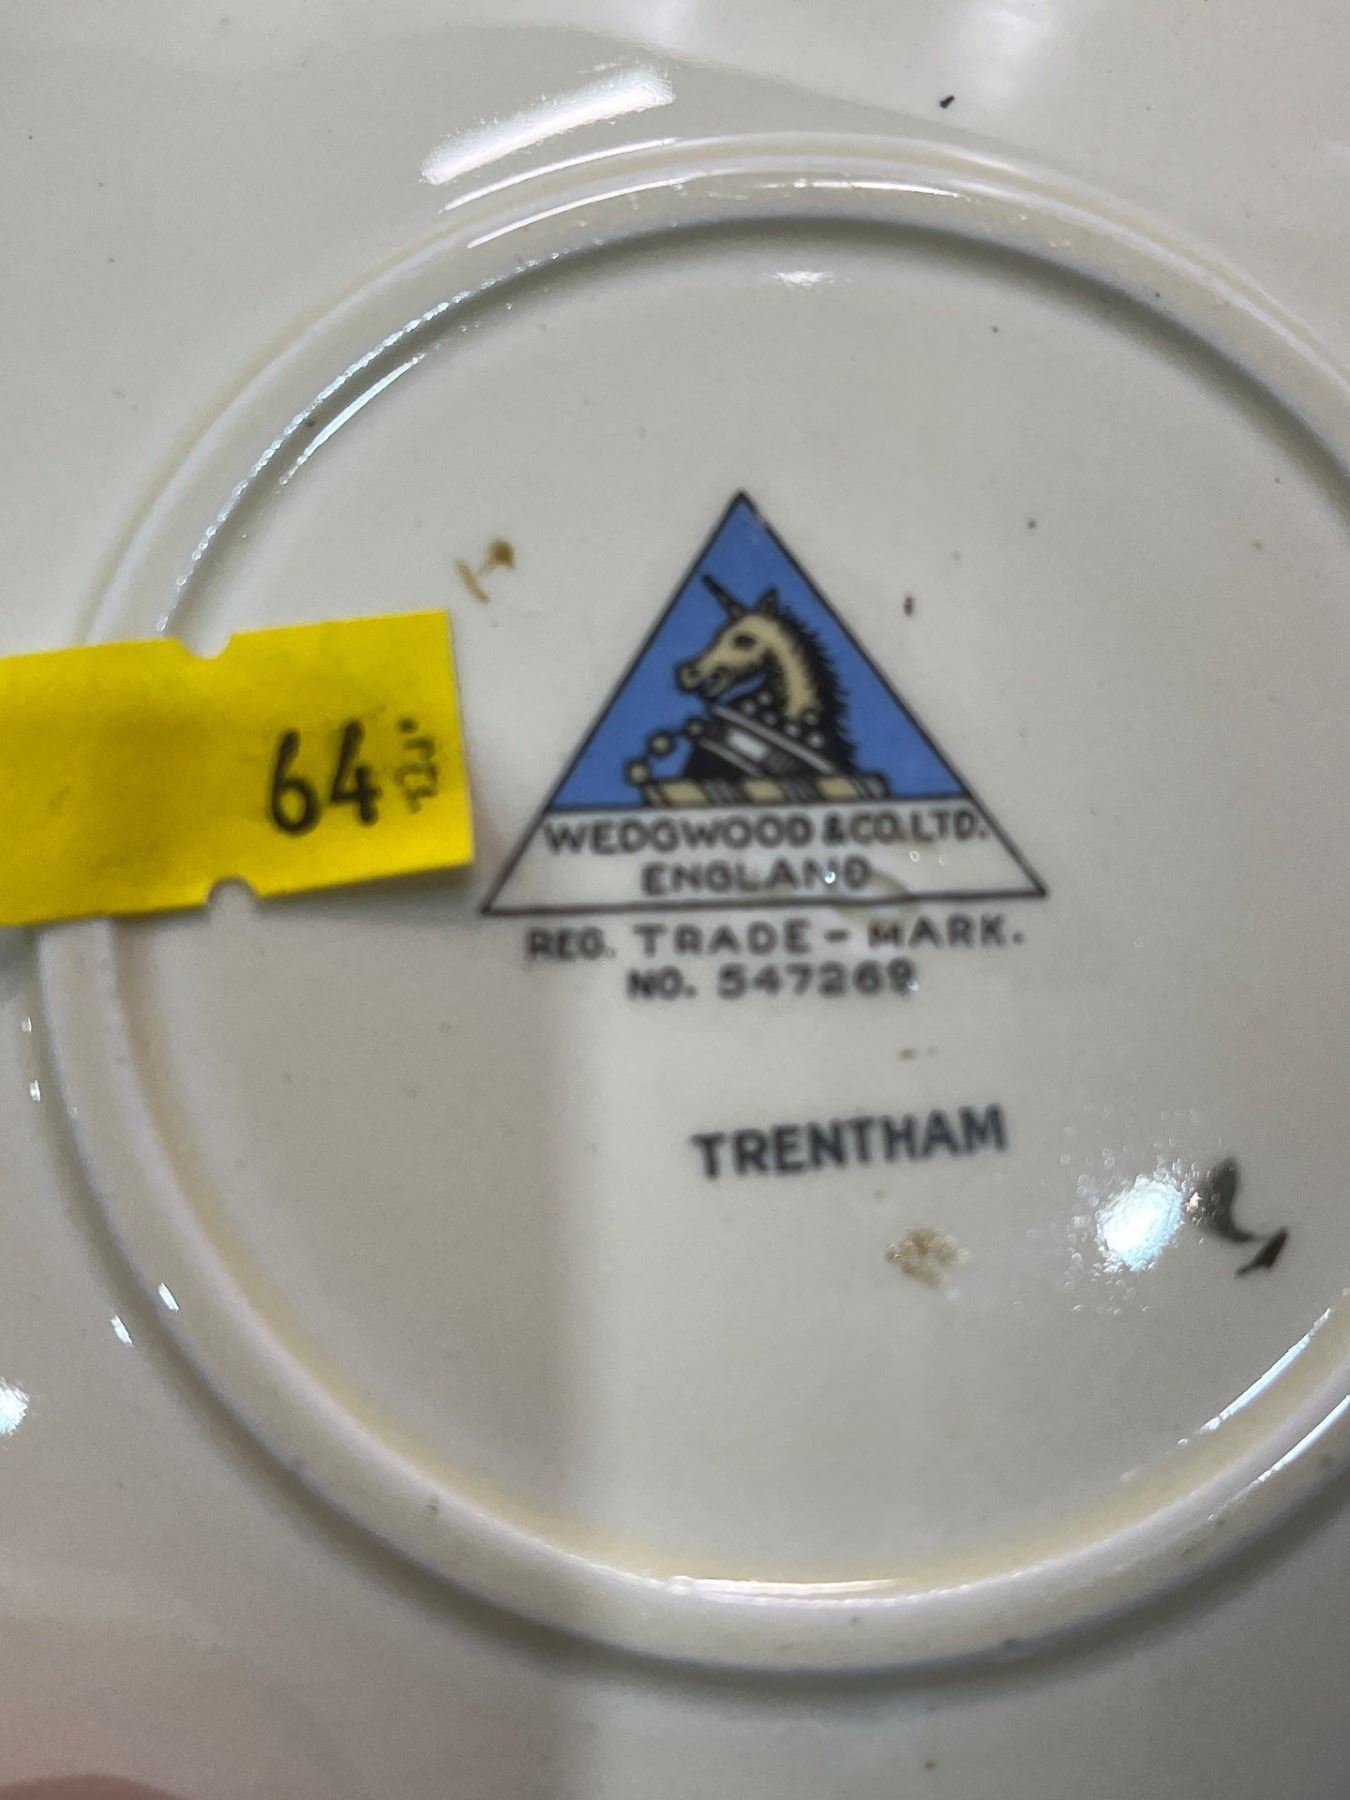 64
WEDGWOOD & CO. LTD.
ENGLAND
REG. TRADE - MARK.
NO. 547269
TRENTHAM